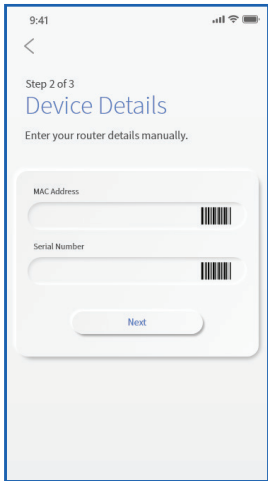 9:41
Step 2 of 3
Device Details
Enter your router details manually.
MAC Address
Serial Number
Next